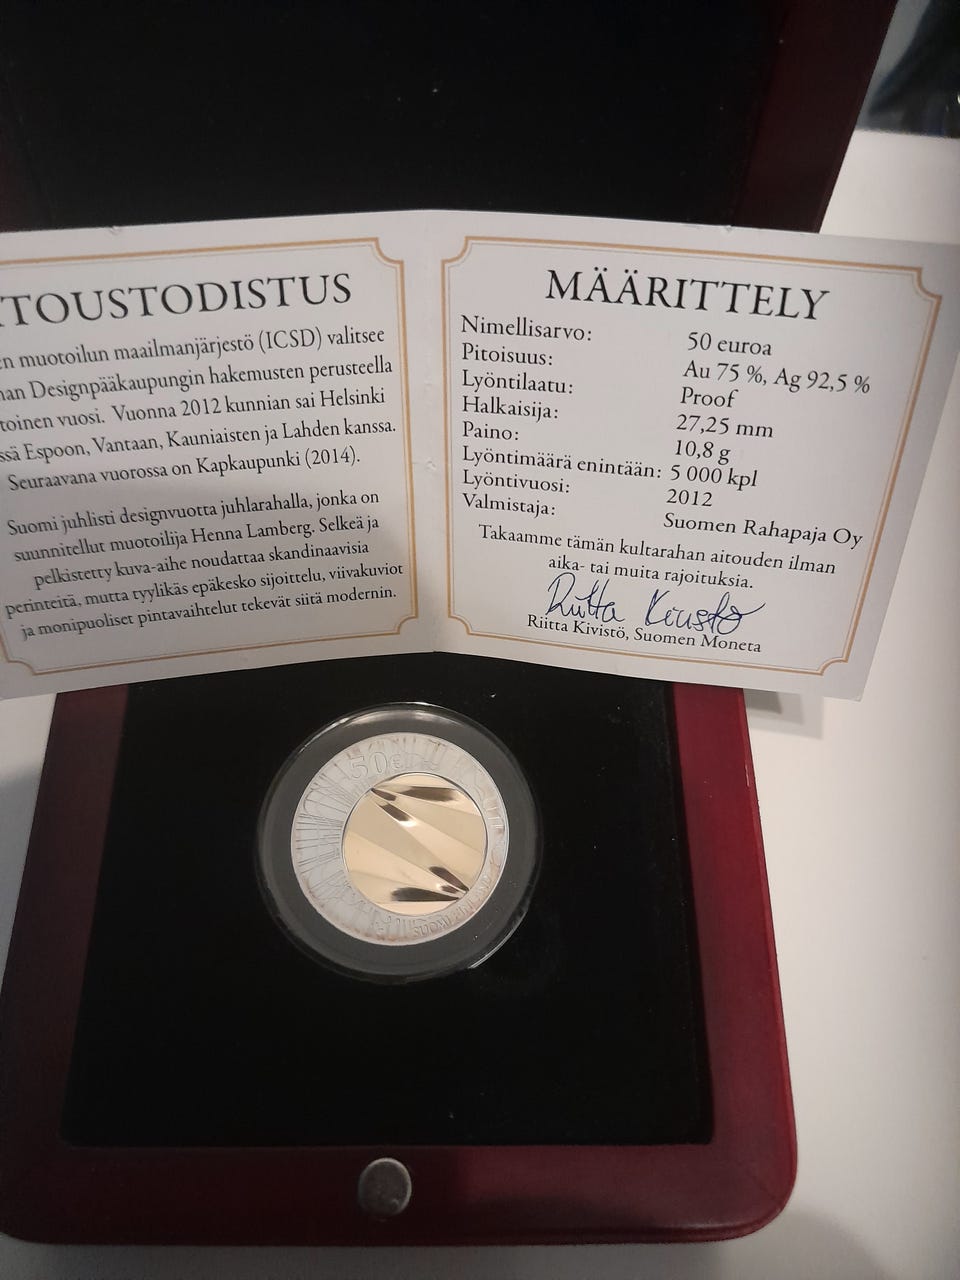 TOUSTODISTUS
en muotoilun maailmanjärjestö (ICSD) valitsee
nan Designpääkaupungin hakemusten perusteella
toinen vuosi. Vuonna 2012 kunnian sai Helsinki
ssä Espoon, Vantaan, Kauniaisten ja Lahden kanssa.
Seuraavana vuorossa on Kapkaupunki (2014).
Suomi juhlisti designvuotta juhlarahalla, jonka on
suunnitellut muotoilija Henna Lamberg. Selkeä ja
pelkistetty kuva-aihe noudattaa skandinaavisia
perinteitä, mutta tyylikäs epäkesko sijoittelu, viivakuviot
ja monipuoliset pintavaihtelut tekevät siitä modernin.
MÄÄRITTELY
Nimellisarvo: 50 euroa
Pitoisuus: Au 75 %, Ag 92,5 %
Lyöntilaatu: Proof
Halkaisija: 27,25 mm
Paino: 10,8 g
Lyöntimäärä enintään: 5 000 kpl
Lyöntivuosi: 2012
Valmistaja: Suomen Rahapaja Oy
Takaamme tämän kultarahan aitouden ilman
aika- tai muita rajoituksia.
Riitta Kivistö
Riitta Kivistö, Suomen Moneta
50 €